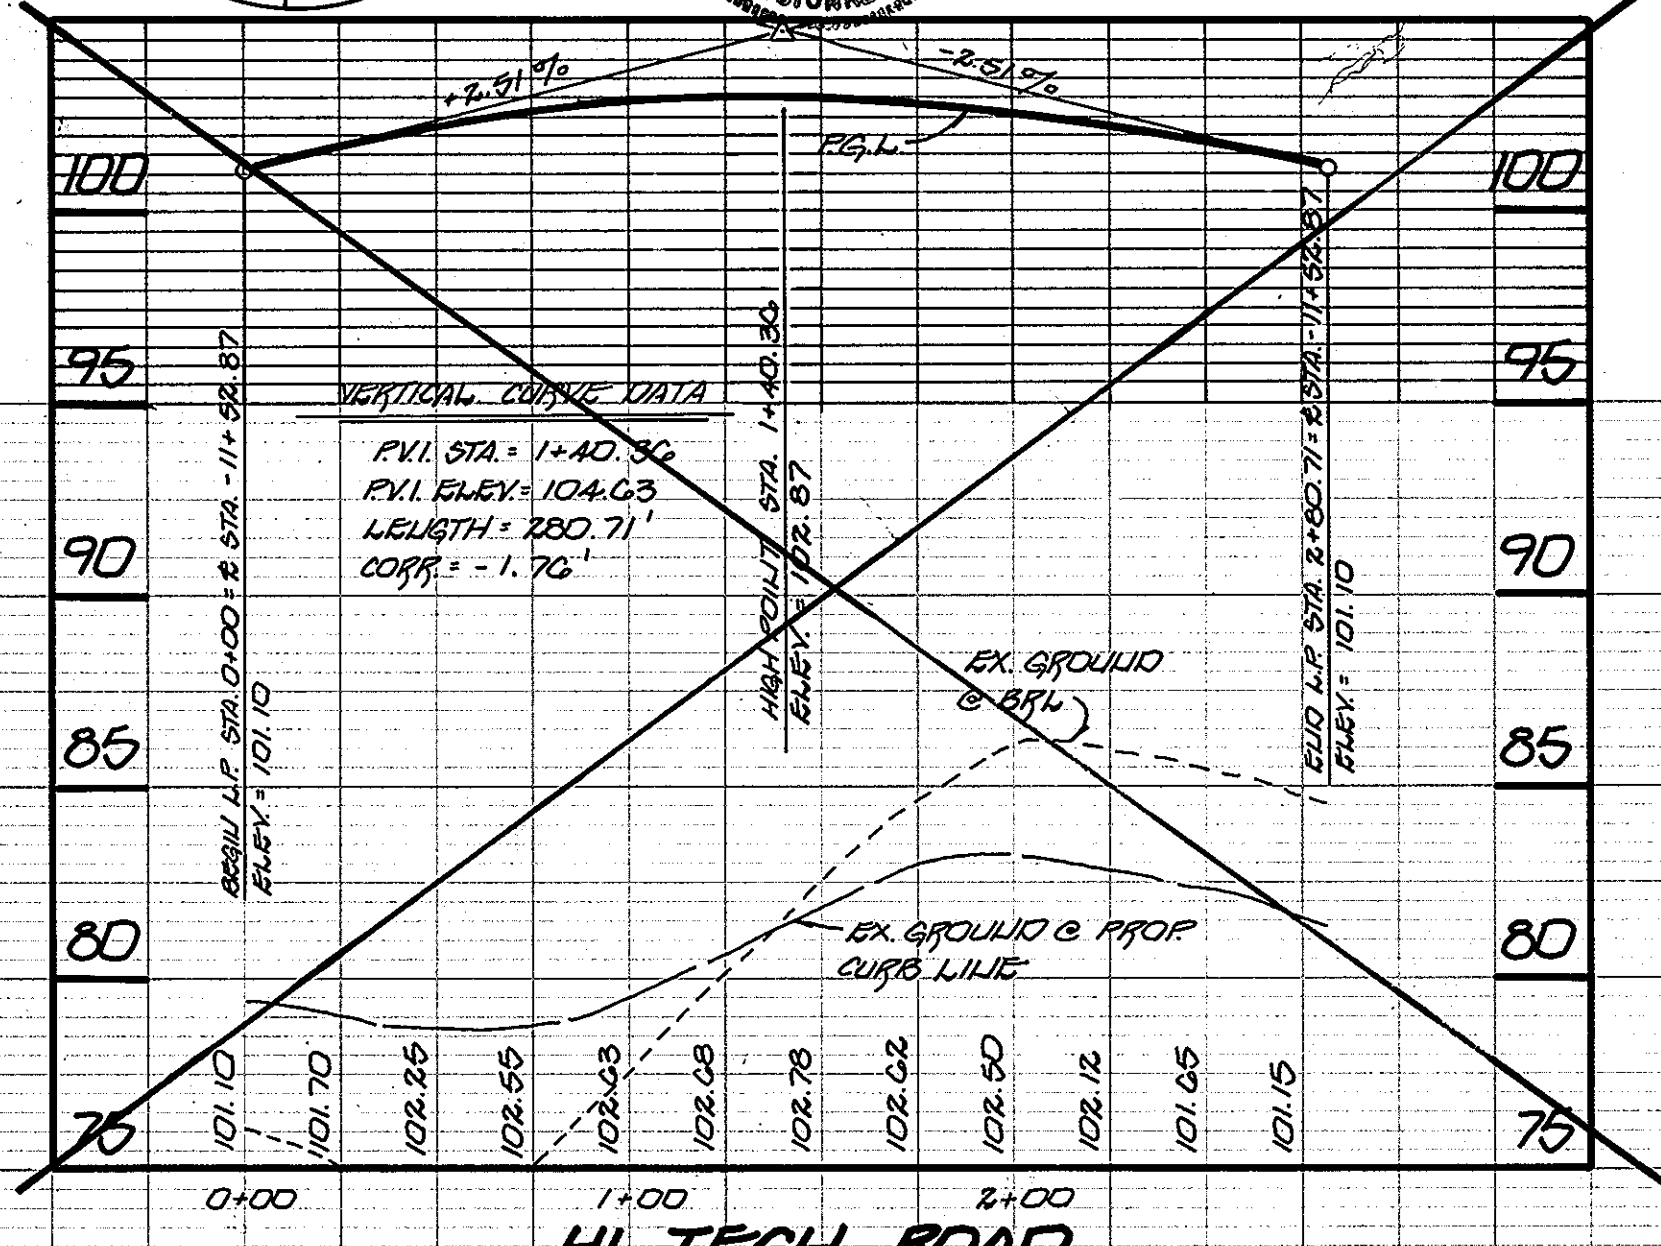 +2.51%
-2.51%
P.G.L.
100
100
95
95
90
90
85
85
80
80
75
75
BEGIN L.P. STA. 0+00 = ℄ STA. -11+52.87
ELEV. = 101.10
VERTICAL CURVE DATA
P.V.I. STA. = 1+40.36
P.V.I. ELEV. = 104.63
LENGTH = 280.71'
CORR. = -1.76'
HIGH POINT STA. 1+40.36
ELEV. = 102.87
END L.P. STA. 2+80.71 = ℄ STA. -11+52.87
ELEV. = 101.10
EX. GROUND
@ BRL
EX. GROUND @ PROP.
CURB LINE
101.10
101.70
102.25
102.55
102.63
102.68
102.78
102.62
102.50
102.12
101.65
101.15
0+00
1+00
2+00
HI TECH ROAD